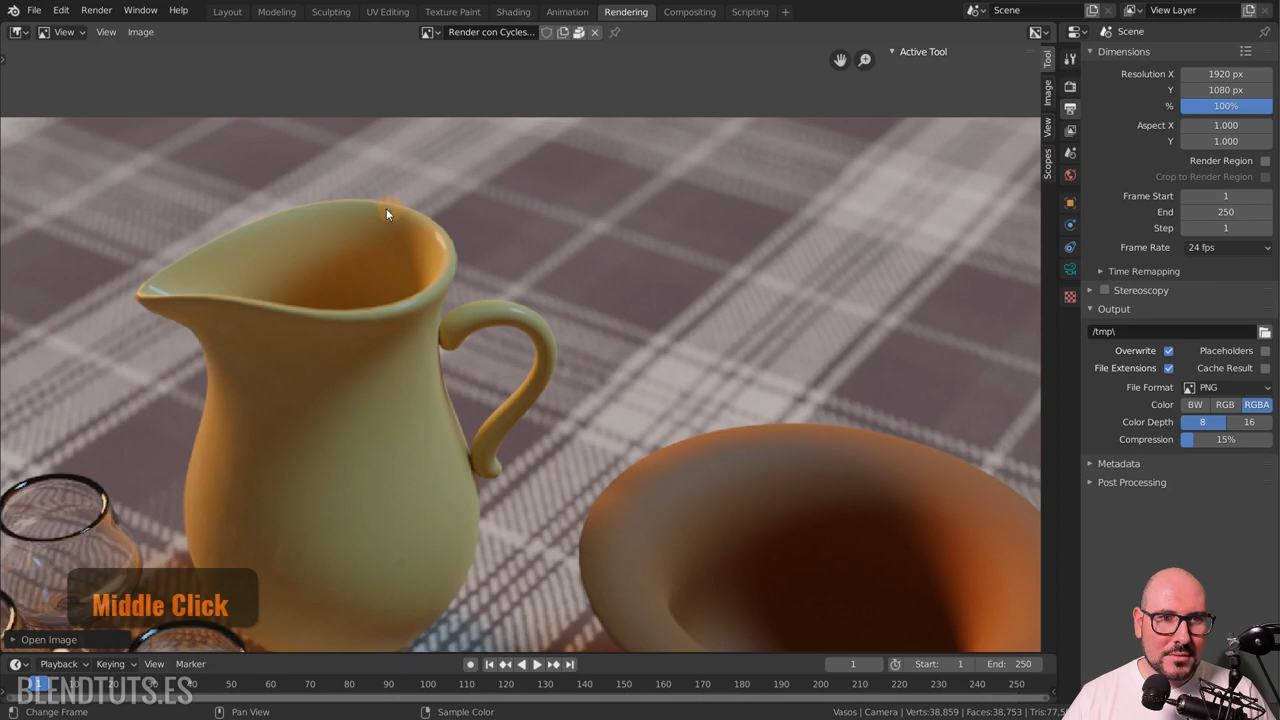 File Edit Render Window Help Layout Modeling Sculpting UV Editing Texture Paint Shading Animation Rendering Compositing Scripting Scene View Layer
View View Image Render con Cycles... Scene
Active Tool
Tool
Image
View
Scopes
Dimensions
Resolution X 1920 px
Y 1080 px
% 100%
Aspect X 1.000
Y 1.000
Render Region
Crop to Render Region
Frame Start 1
End 250
Step 1
Frame Rate 24 fps
Time Remapping
Stereoscopy
Output
/tmp\
Overwrite Placeholders
File Extensions Cache Result
File Format PNG
Color BW RGB RGBA
Color Depth 8 16
Compression 15%
Metadata
Post Processing
Middle Click
Open Image
Playback Keying View Marker 1 Start: 1 End: 250
1 50 60 70 80 90 100 110 120 130 140 150 160 170 180 190 200 210 220 230 240 250
BLENDTUTS.ES
Change Frame Pan View Sample Color Vasos | Camera | Verts:38,859 | Faces:38,753 | Tris:77,5